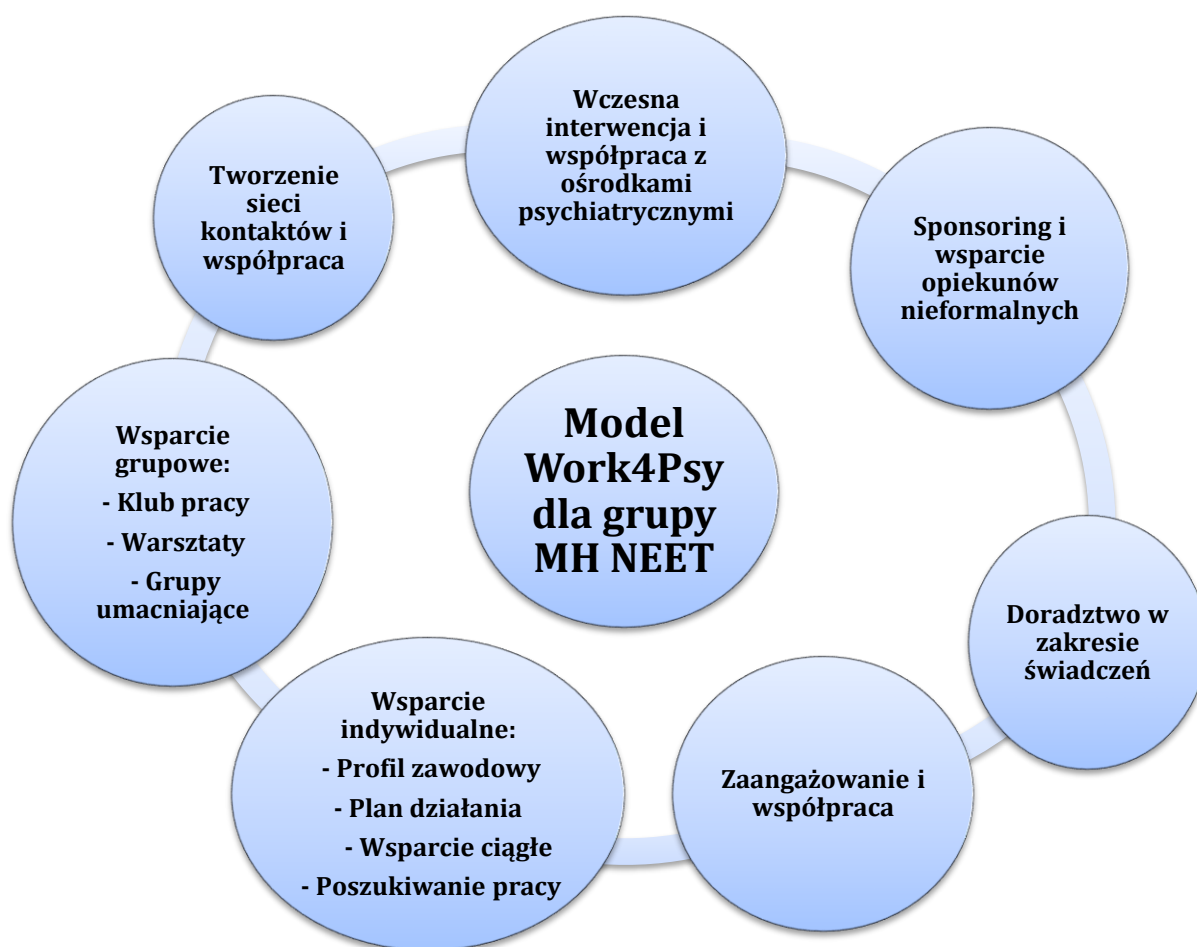 Wczesna
interwencja i
współpraca z
ośrodkami
psychiatrycznymi
Sponsoring i
wsparcie
opiekunów
nieformalnych
Doradztwo w
zakresie
świadczeń
Zaangażowanie i
współpraca
Wsparcie
indywidualne:
- Profil zawodowy
- Plan działania
- Wsparcie ciągłe
- Poszukiwanie pracy
Wsparcie
grupowe:
- Klub pracy
- Warsztaty
- Grupy
umacniające
Tworzenie
sieci
kontaktów i
współpraca
Model
Work4Psy
dla grupy
MH NEET